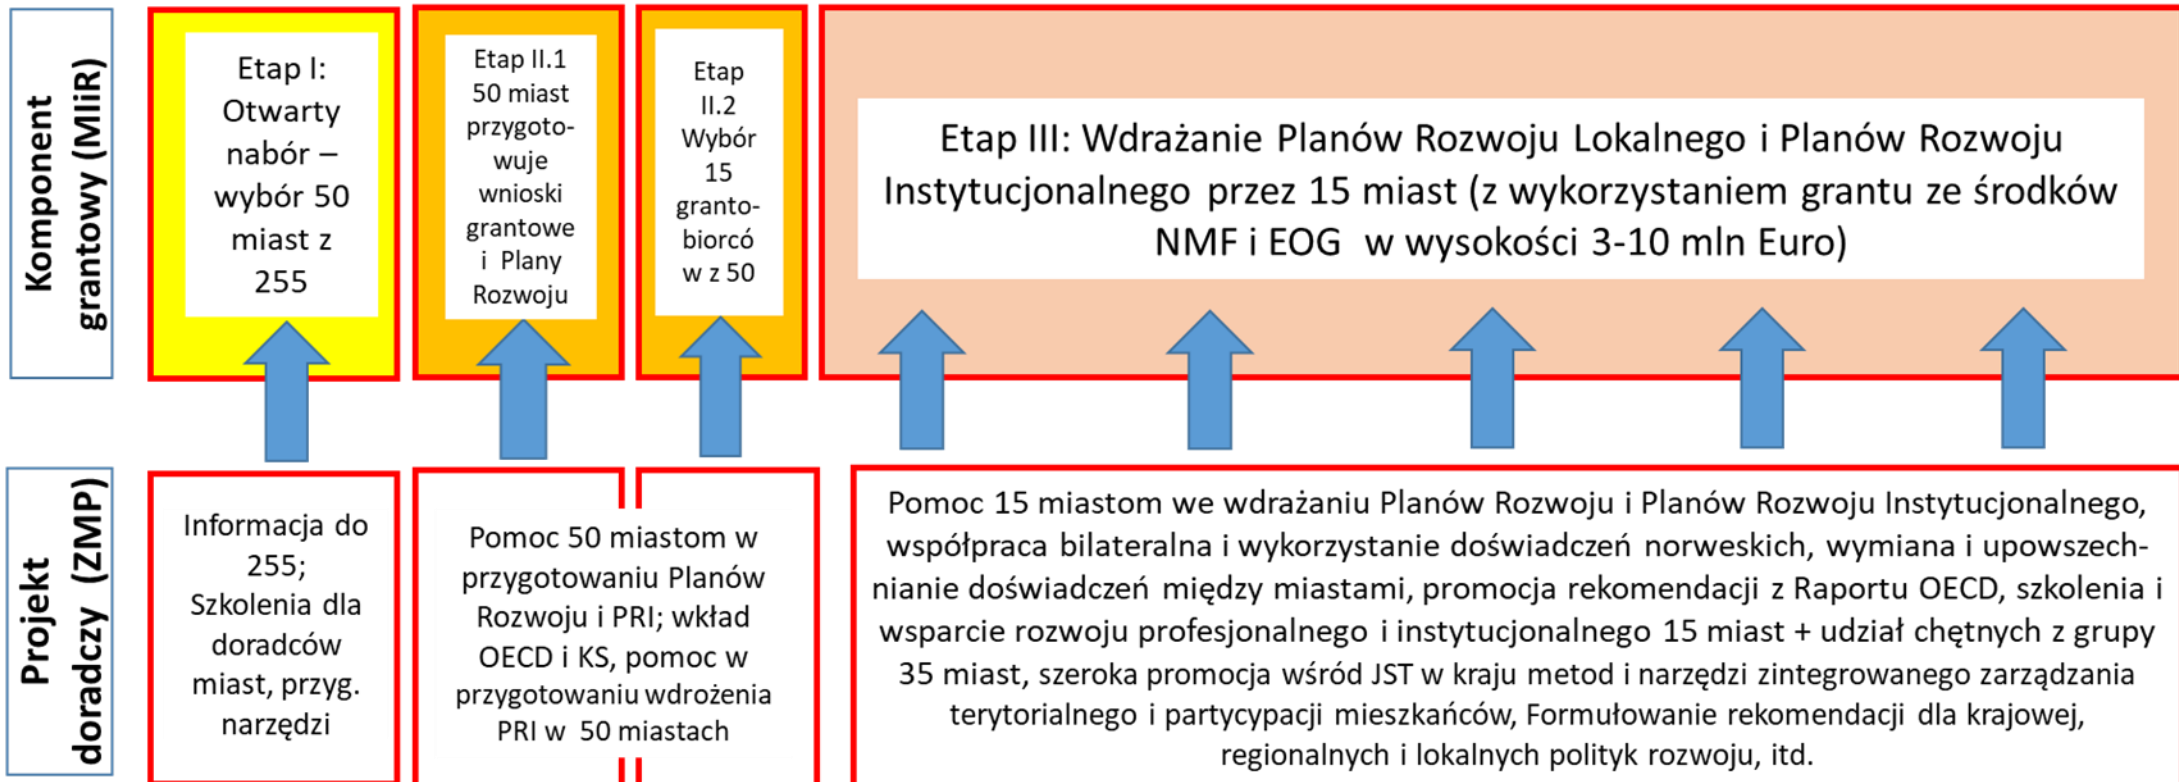 Komponent
grantowy (MIiR)
Etap I:
Otwarty
nabór –
wybór 50
miast z
255
Etap II.1
50 miast
przygoto-
wuje
wnioski
grantowe
i Plany
Rozwoju
Etap
II.2
Wybór
15
granto-
biorcó
w z 50
Etap III: Wdrażanie Planów Rozwoju Lokalnego i Planów Rozwoju
Instytucjonalnego przez 15 miast (z wykorzystaniem grantu ze środków
NMF i EOG w wysokości 3-10 mln Euro)
Projekt
doradczy (ZMP)
Informacja do
255;
Szkolenia dla
doradców
miast, przyg.
narzędzi
Pomoc 50 miastom w
przygotowaniu Planów
Rozwoju i PRI; wkład
OECD i KS, pomoc w
przygotowaniu wdrożenia
PRI w 50 miastach
Pomoc 15 miastom we wdrażaniu Planów Rozwoju i Planów Rozwoju Instytucjonalnego,
współpraca bilateralna i wykorzystanie doświadczeń norweskich, wymiana i upowszech-
nianie doświadczeń między miastami, promocja rekomendacji z Raportu OECD, szkolenia i
wsparcie rozwoju profesjonalnego i instytucjonalnego 15 miast + udział chętnych z grupy
35 miast, szeroka promocja wśród JST w kraju metod i narzędzi zintegrowanego zarządzania
terytorialnego i partycypacji mieszkańców, Formułowanie rekomendacji dla krajowej,
regionalnych i lokalnych polityk rozwoju, itd.